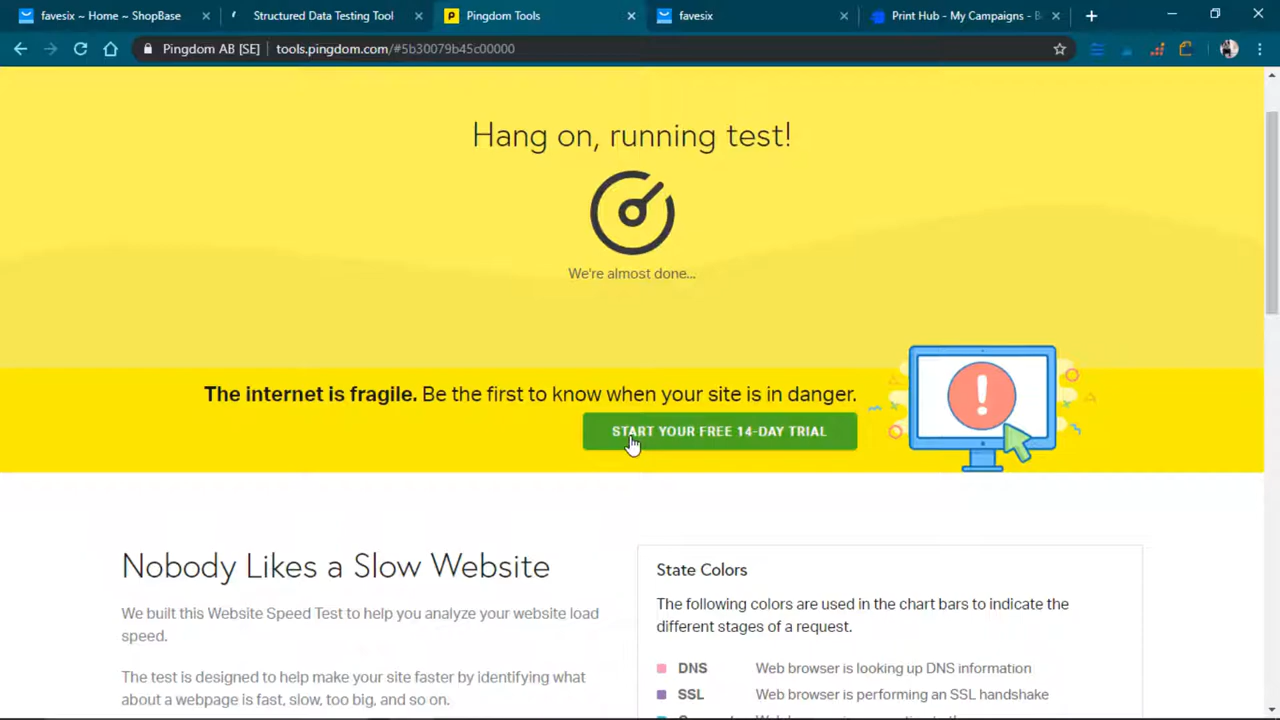 favesix ~ Home ~ ShopBase
Structured Data Testing Tool
Pingdom Tools
favesix
Print Hub - My Campaigns -
Pingdom AB [SE] | tools.pingdom.com/#5b30079b45c00000
Hang on, running test!
We're almost done...
The internet is fragile. Be the first to know when your site is in danger.
START YOUR FREE 14-DAY TRIAL
Nobody Likes a Slow Website
We built this Website Speed Test to help you analyze your website load
speed.
The test is designed to help make your site faster by identifying what
about a webpage is fast, slow, too big, and so on.
State Colors
The following colors are used in the chart bars to indicate the
different stages of a request.
DNS Web browser is looking up DNS information
SSL Web browser is performing an SSL handshake